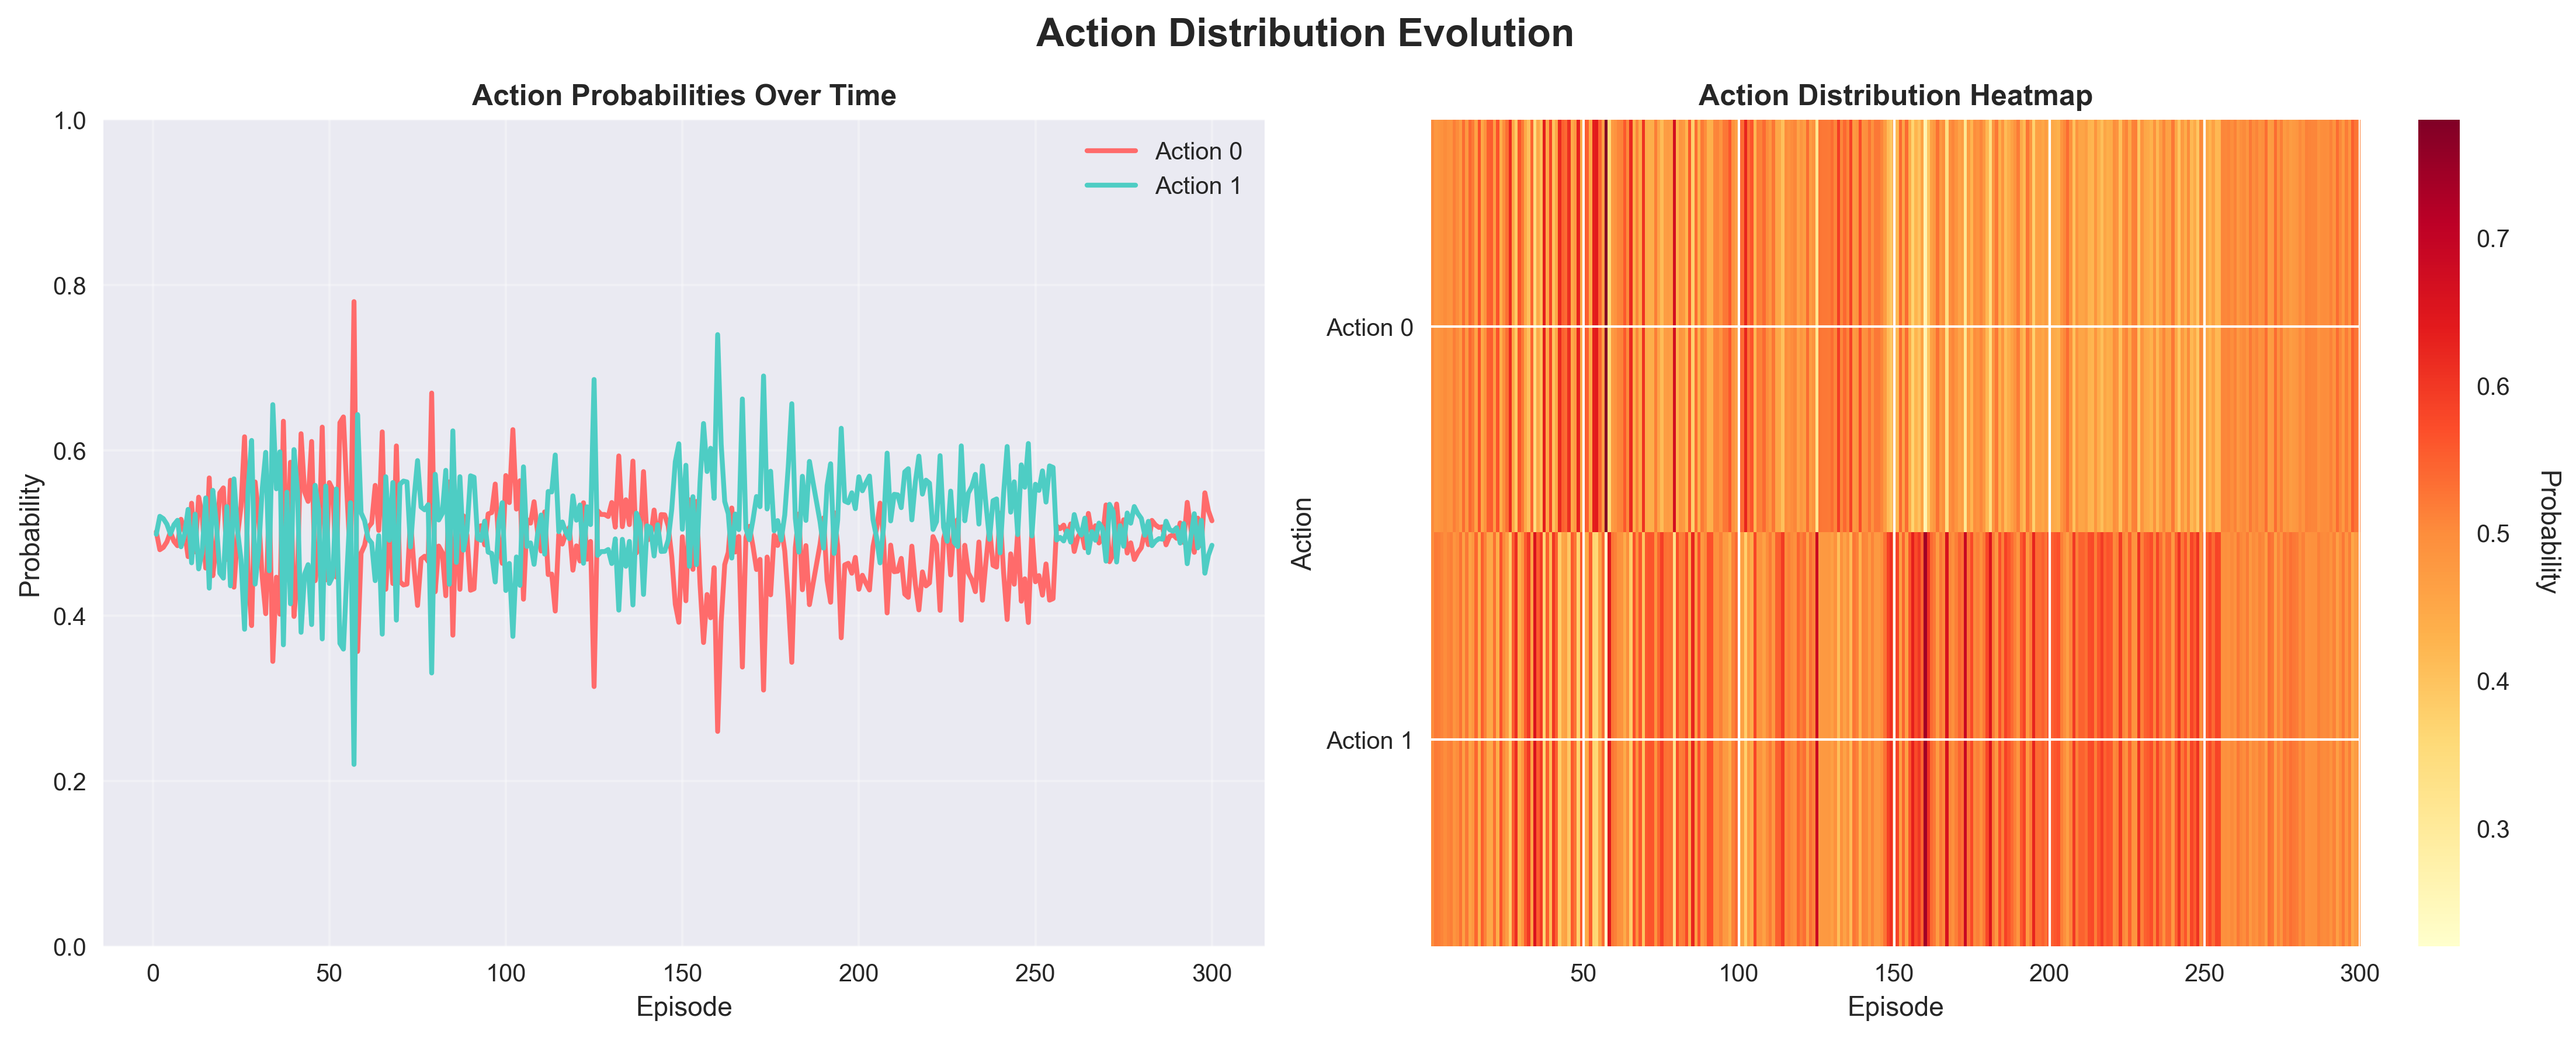 Action Distribution Evolution
Action Probabilities Over Time
1.0
0.8
0.6
0.4
0.2
0.0
Probability
0
50
100
150
200
250
300
Episode
Action 0
Action 1
Action Distribution Heatmap
Action 0
Action 1
Action
50
100
150
200
250
300
Episode
0.7
0.6
0.5
0.4
0.3
Probability